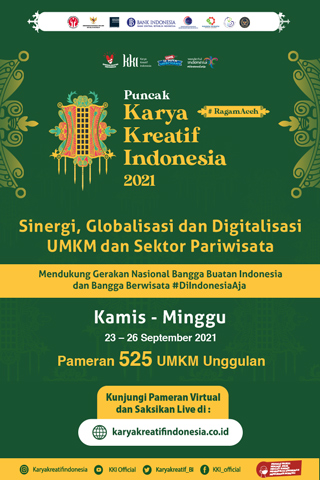 BANK INDONESIA
KKI
Puncak
Karya
Kreatif
Indonesia
2021
# RagamAceh
Sinergi, Globalisasi dan Digitalisasi
UMKM dan Sektor Pariwisata
Mendukung Gerakan Nasional Bangga Buatan Indonesia
dan Bangga Berwisata #DiIndonesiaAja
Kamis - Minggu
23 – 26 September 2021
Pameran 525 UMKM Unggulan
Kunjungi Pameran Virtual
dan Saksikan Live di :
karyakreatifindonesia.co.id
Karyakreatifindonesia
KKI Official
Karyakreatif_BI
KKI_official